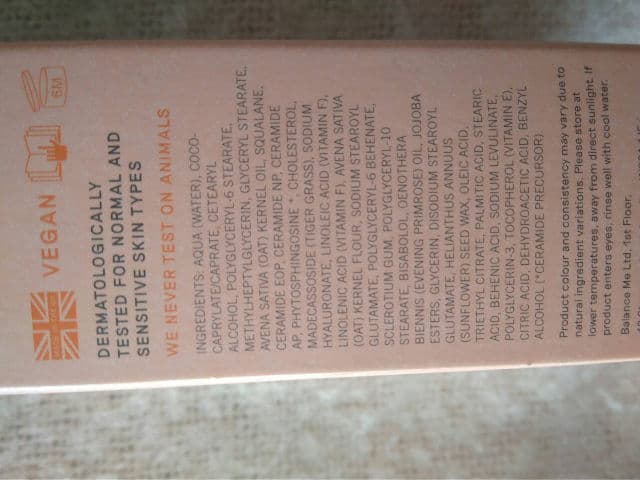 VEGAN
6M
DERMATOLOGICALLY
TESTED FOR NORMAL AND
SENSITIVE SKIN TYPES
WE NEVER TEST ON ANIMALS
INGREDIENTS: AQUA (WATER), COCO-
CAPRYLATE/CAPRATE, CETEARYL
ALCOHOL, POLYGLYCERYL-6 STEARATE,
METHYLHEPTYLGLYCERIN, GLYCERYL STEARATE,
AVENA SATIVA (OAT) KERNEL OIL, SQUALANE,
CERAMIDE EOP, CERAMIDE NP, CERAMIDE
AP, PHYTOSPHINGOSINE *, CHOLESTEROL,
MADECASSOSIDE (TIGER GRASS), SODIUM
HYALURONATE, LINOLEIC ACID (VITAMIN F),
LINOLENIC ACID (VITAMIN F), AVENA SATIVA
(OAT) KERNEL FLOUR, SODIUM STEAROYL
GLUTAMATE, POLYGLYCERYL-6 BEHENATE,
SCLEROTIUM GUM, POLYGLYCERYL-10
STEARATE, BISABOLOL, OENOTHERA
BIENNIS (EVENING PRIMROSE) OIL, JOJOBA
ESTERS, GLYCERIN, DISODIUM STEAROYL
GLUTAMATE, HELIANTHUS ANNUUS
(SUNFLOWER) SEED WAX, OLEIC ACID,
TRIETHYL CITRATE, PALMITIC ACID, STEARIC
ACID, BEHENIC ACID, SODIUM LEVULINATE,
POLYGLYCERIN-3, TOCOPHEROL (VITAMIN E),
CITRIC ACID, DEHYDROACETIC ACID, BENZYL
ALCOHOL (*CERAMIDE PRECURSOR)
Product colour and consistency may vary due to
natural ingredient variations. Please store at
lower temperatures, away from direct sunlight. If
product enters eyes, rinse well with cool water.
Balance Me Ltd, 1st Floor,